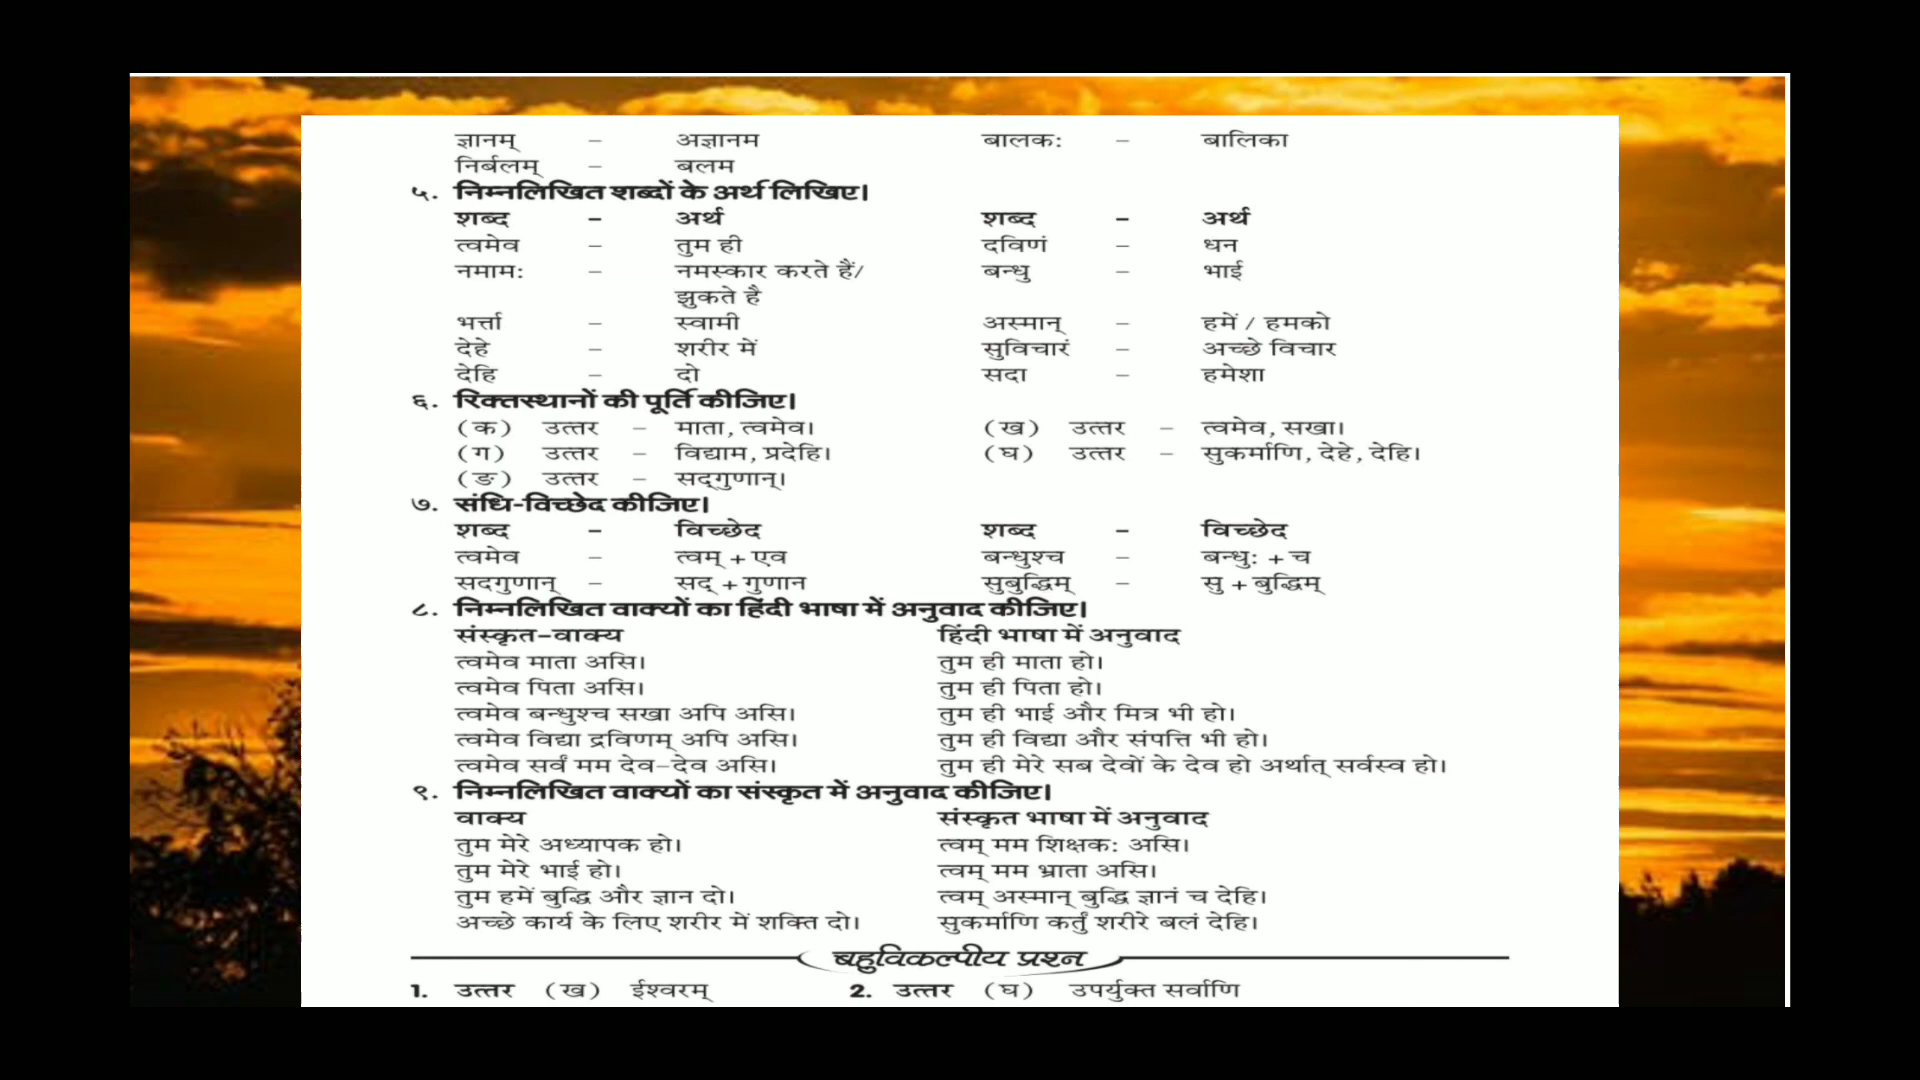 ज्ञानम् – अज्ञानम बालकः – बालिका
निर्बलम् – बलम
५. निम्नलिखित शब्दों के अर्थ लिखिए।
शब्द – अर्थ शब्द – अर्थ
त्वमेव – तुम ही दविणं – धन
नमामः – नमस्कार करते हैं/ बन्धु – भाई
झुकते है
भर्त्ता – स्वामी अस्मान् – हमें / हमको
देहे – शरीर में सुविचारं – अच्छे विचार
देहि – दो सदा – हमेशा
६. रिक्तस्थानों की पूर्ति कीजिए।
(क) उत्तर – माता, त्वमेव। (ख) उत्तर – त्वमेव, सखा।
(ग) उत्तर – विद्याम, प्रदेहि। (घ) उत्तर – सुकर्माणि, देहे, देहि।
(ङ) उत्तर – सद्‌गुणान्।
७. संधि-विच्छेद कीजिए।
शब्द – विच्छेद शब्द – विच्छेद
त्वमेव – त्वम् + एव बन्धुश्च – बन्धुः + च
सदगुणान् – सद् + गुणान सुबुद्धिम् – सु + बुद्धिम्
८. निम्नलिखित वाक्यों का हिंदी भाषा में अनुवाद कीजिए।
संस्कृत-वाक्य हिंदी भाषा में अनुवाद
त्वमेव माता असि। तुम ही माता हो।
त्वमेव पिता असि। तुम ही पिता हो।
त्वमेव बन्धुश्च सखा अपि असि। तुम ही भाई और मित्र भी हो।
त्वमेव विद्या द्रविणम् अपि असि। तुम ही विद्या और संपत्ति भी हो।
त्वमेव सर्वं मम देव-देव असि। तुम ही मेरे सब देवों के देव हो अर्थात् सर्वस्व हो।
९. निम्नलिखित वाक्यों का संस्कृत में अनुवाद कीजिए।
वाक्य संस्कृत भाषा में अनुवाद
तुम मेरे अध्यापक हो। त्वम् मम शिक्षकः असि।
तुम मेरे भाई हो। त्वम् मम भ्राता असि।
तुम हमें बुद्धि और ज्ञान दो। त्वम् अस्मान् बुद्धि ज्ञानं च देहि।
अच्छे कार्य के लिए शरीर में शक्ति दो। सुकर्माणि कर्तुं शरीरे बलं देहि।
बहुविकल्पीय प्रश्न
1. उत्तर (ख) ईश्वरम् 2. उत्तर (घ) उपर्युक्त सर्वाणि